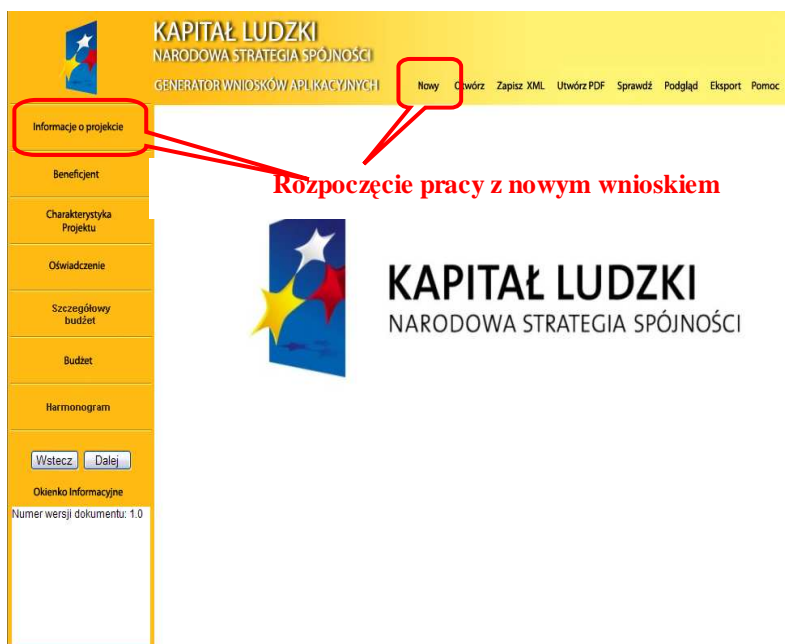 KAPITAŁ LUDZKI
NARODOWA STRATEGIA SPÓJNOŚCI
GENERATOR WNIOSKÓW APLIKACYJNYCH
Nowy Otwórz Zapisz XML Utwórz PDF Sprawdź Podgląd Eksport Pomoc
Informacje o projekcie
Beneficjent
Charakterystyka
Projektu
Oświadczenie
Szczegółowy
budżet
Budżet
Harmonogram
Wstecz Dalej
Okienko Informacyjne
Numer wersji dokumentu: 1.0
Rozpoczęcie pracy z nowym wnioskiem
KAPITAŁ LUDZKI
NARODOWA STRATEGIA SPÓJNOŚCI